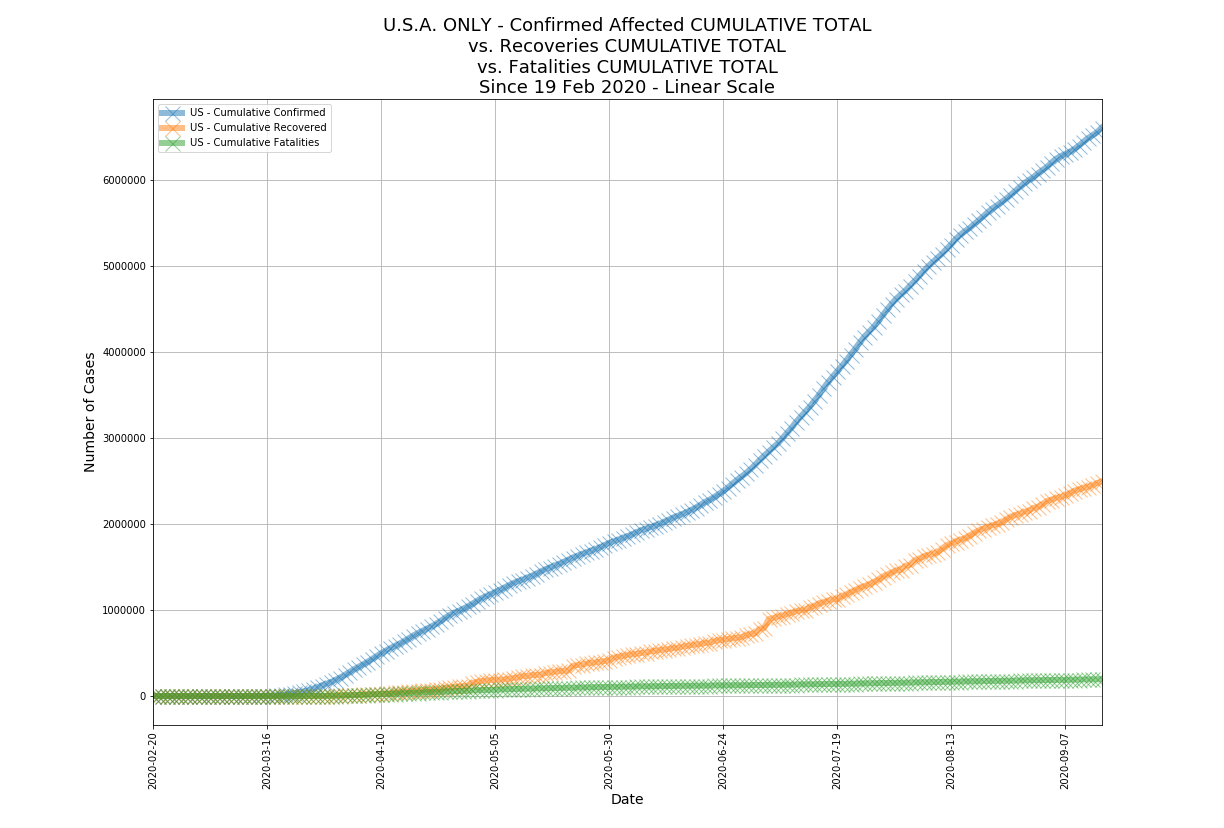 U.S.A. ONLY - Confirmed Affected CUMULATIVE TOTAL
vs. Recoveries CUMULATIVE TOTAL
vs. Fatalities CUMULATIVE TOTAL
Since 19 Feb 2020 - Linear Scale
US - Cumulative Confirmed
US - Cumulative Recovered
US - Cumulative Fatalities
Number of Cases
6000000
5000000
4000000
3000000
2000000
1000000
0
2020-02-20
2020-03-16
2020-04-10
2020-05-05
2020-05-30
2020-06-24
2020-07-19
2020-08-13
2020-09-07
Date